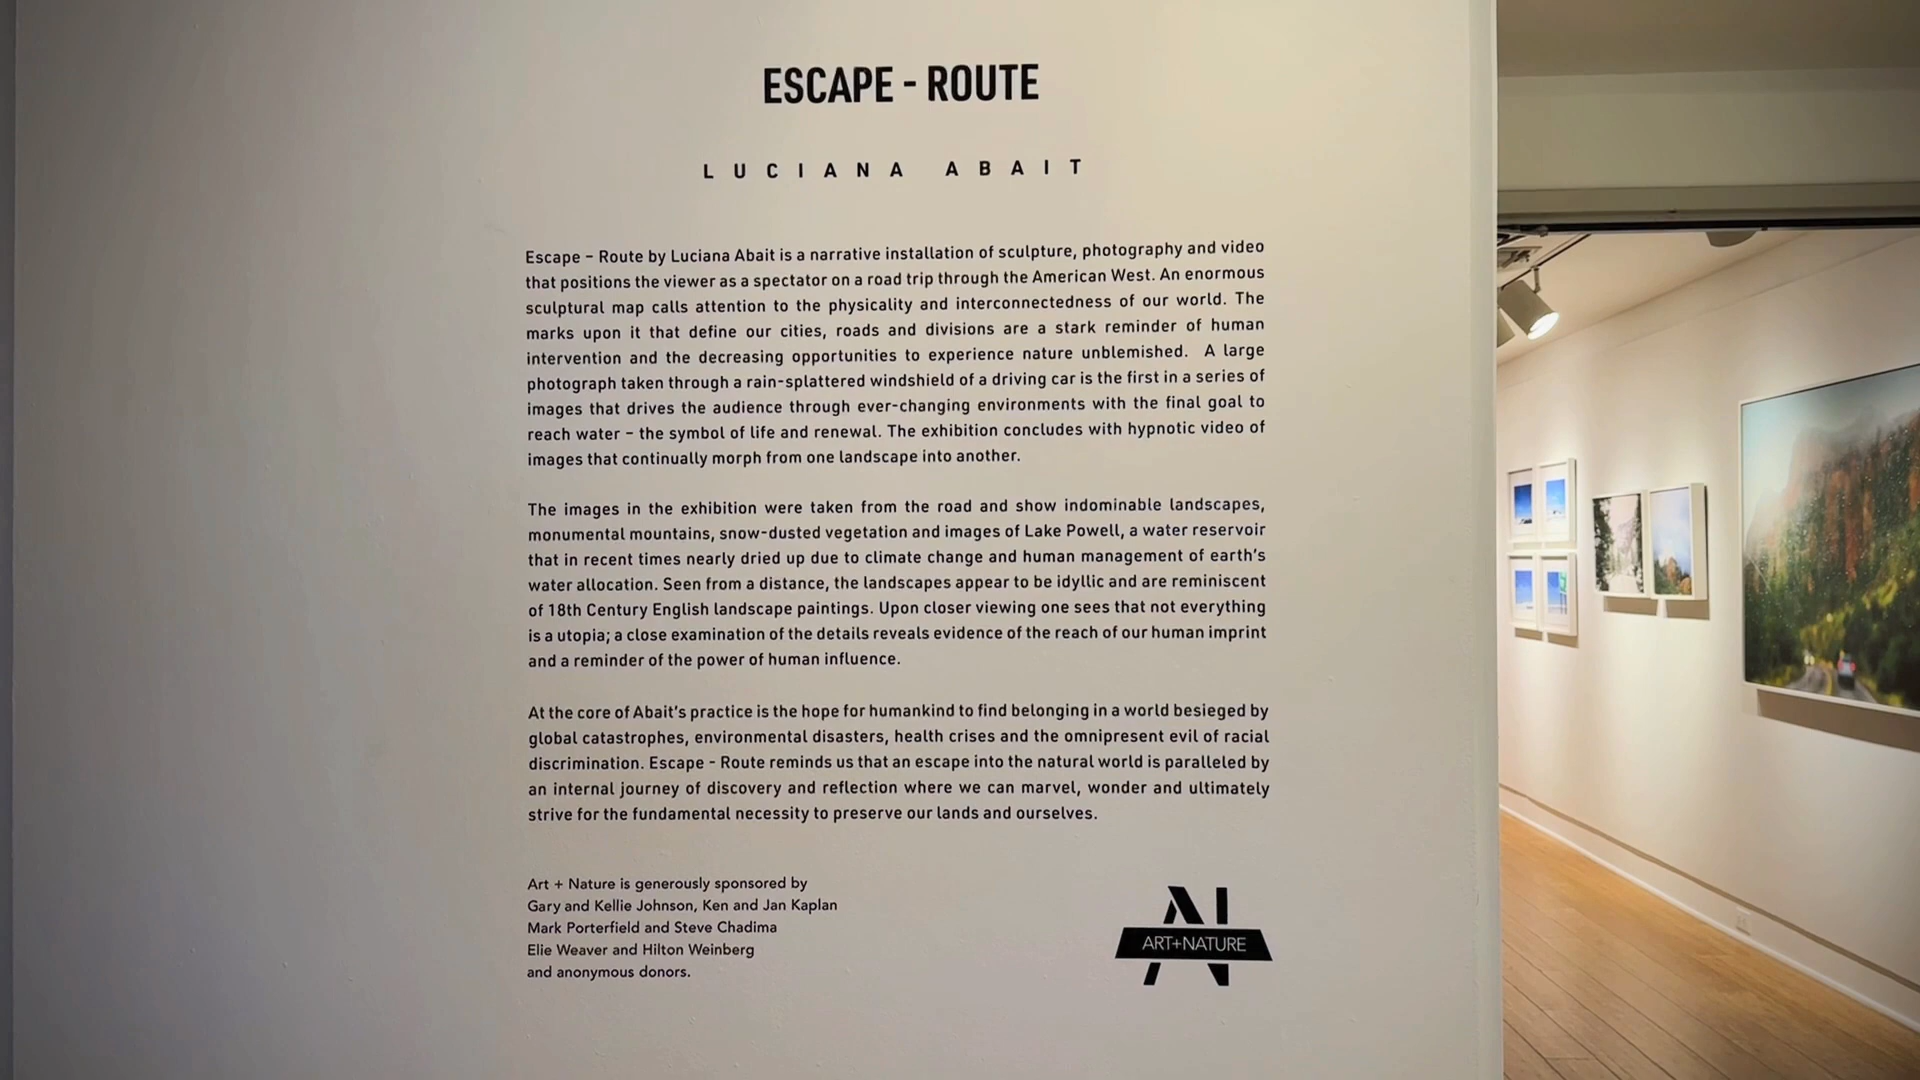 ESCAPE - ROUTE
LUCIANA ABAIT
Escape – Route by Luciana Abait is a narrative installation of sculpture, photography and video
that positions the viewer as a spectator on a road trip through the American West. An enormous
sculptural map calls attention to the physicality and interconnectedness of our world. The
marks upon it that define our cities, roads and divisions are a stark reminder of human
intervention and the decreasing opportunities to experience nature unblemished. A large
photograph taken through a rain-splattered windshield of a driving car is the first in a series of
images that drives the audience through ever-changing environments with the final goal to
reach water – the symbol of life and renewal. The exhibition concludes with hypnotic video of
images that continually morph from one landscape into another.
The images in the exhibition were taken from the road and show indominable landscapes,
monumental mountains, snow-dusted vegetation and images of Lake Powell, a water reservoir
that in recent times nearly dried up due to climate change and human management of earth's
water allocation. Seen from a distance, the landscapes appear to be idyllic and are reminiscent
of 18th Century English landscape paintings. Upon closer viewing one sees that not everything
is a utopia; a close examination of the details reveals evidence of the reach of our human imprint
and a reminder of the power of human influence.
At the core of Abait's practice is the hope for humankind to find belonging in a world besieged by
global catastrophes, environmental disasters, health crises and the omnipresent evil of racial
discrimination. Escape - Route reminds us that an escape into the natural world is paralleled by
an internal journey of discovery and reflection where we can marvel, wonder and ultimately
strive for the fundamental necessity to preserve our lands and ourselves.
Art + Nature is generously sponsored by
Gary and Kellie Johnson, Ken and Jan Kaplan
Mark Porterfield and Steve Chadima
Elie Weaver and Hilton Weinberg
and anonymous donors.
ART+NATURE